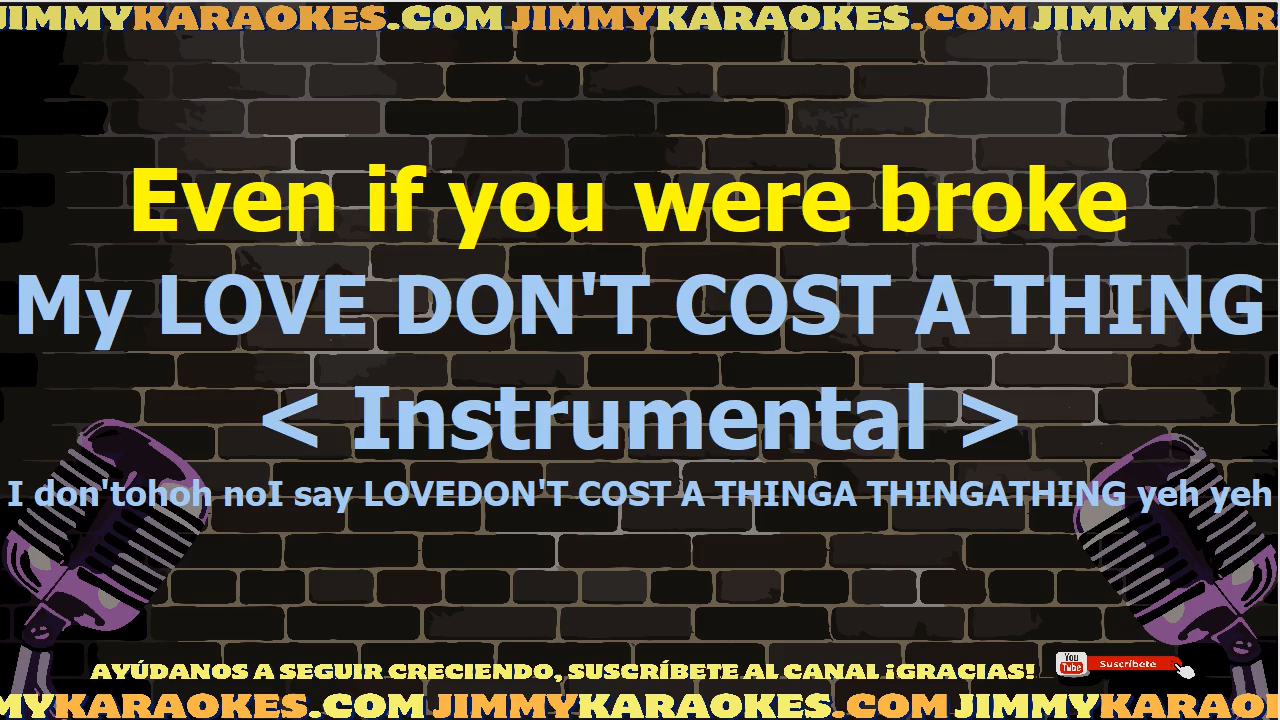 JIMMYKARAOKES.COM JIMMYKARAOKES.COM JIMMYKAR
Even if you were broke
My LOVE DON'T COST A THING
< Instrumental >
I don'tohoh noI say LOVEDON'T COST A THINGA THINGATHING yeh yeh
AYÚDANOS A SEGUIR CRECIENDO, SUSCRÍBETE AL CANAL ¡GRACIAS!
You Tube Suscríbete
MYKARAOKES.COM JIMMYKARAOKES.COM JIMMYKARAO